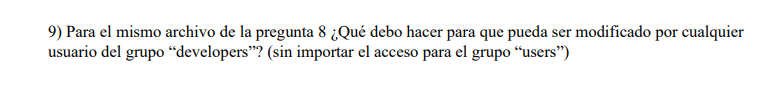 9) Para el mismo archivo de la pregunta 8 ¿Qué debo hacer para que pueda ser modificado por cualquier
usuario del grupo “developers”? (sin importar el acceso para el grupo “users”)